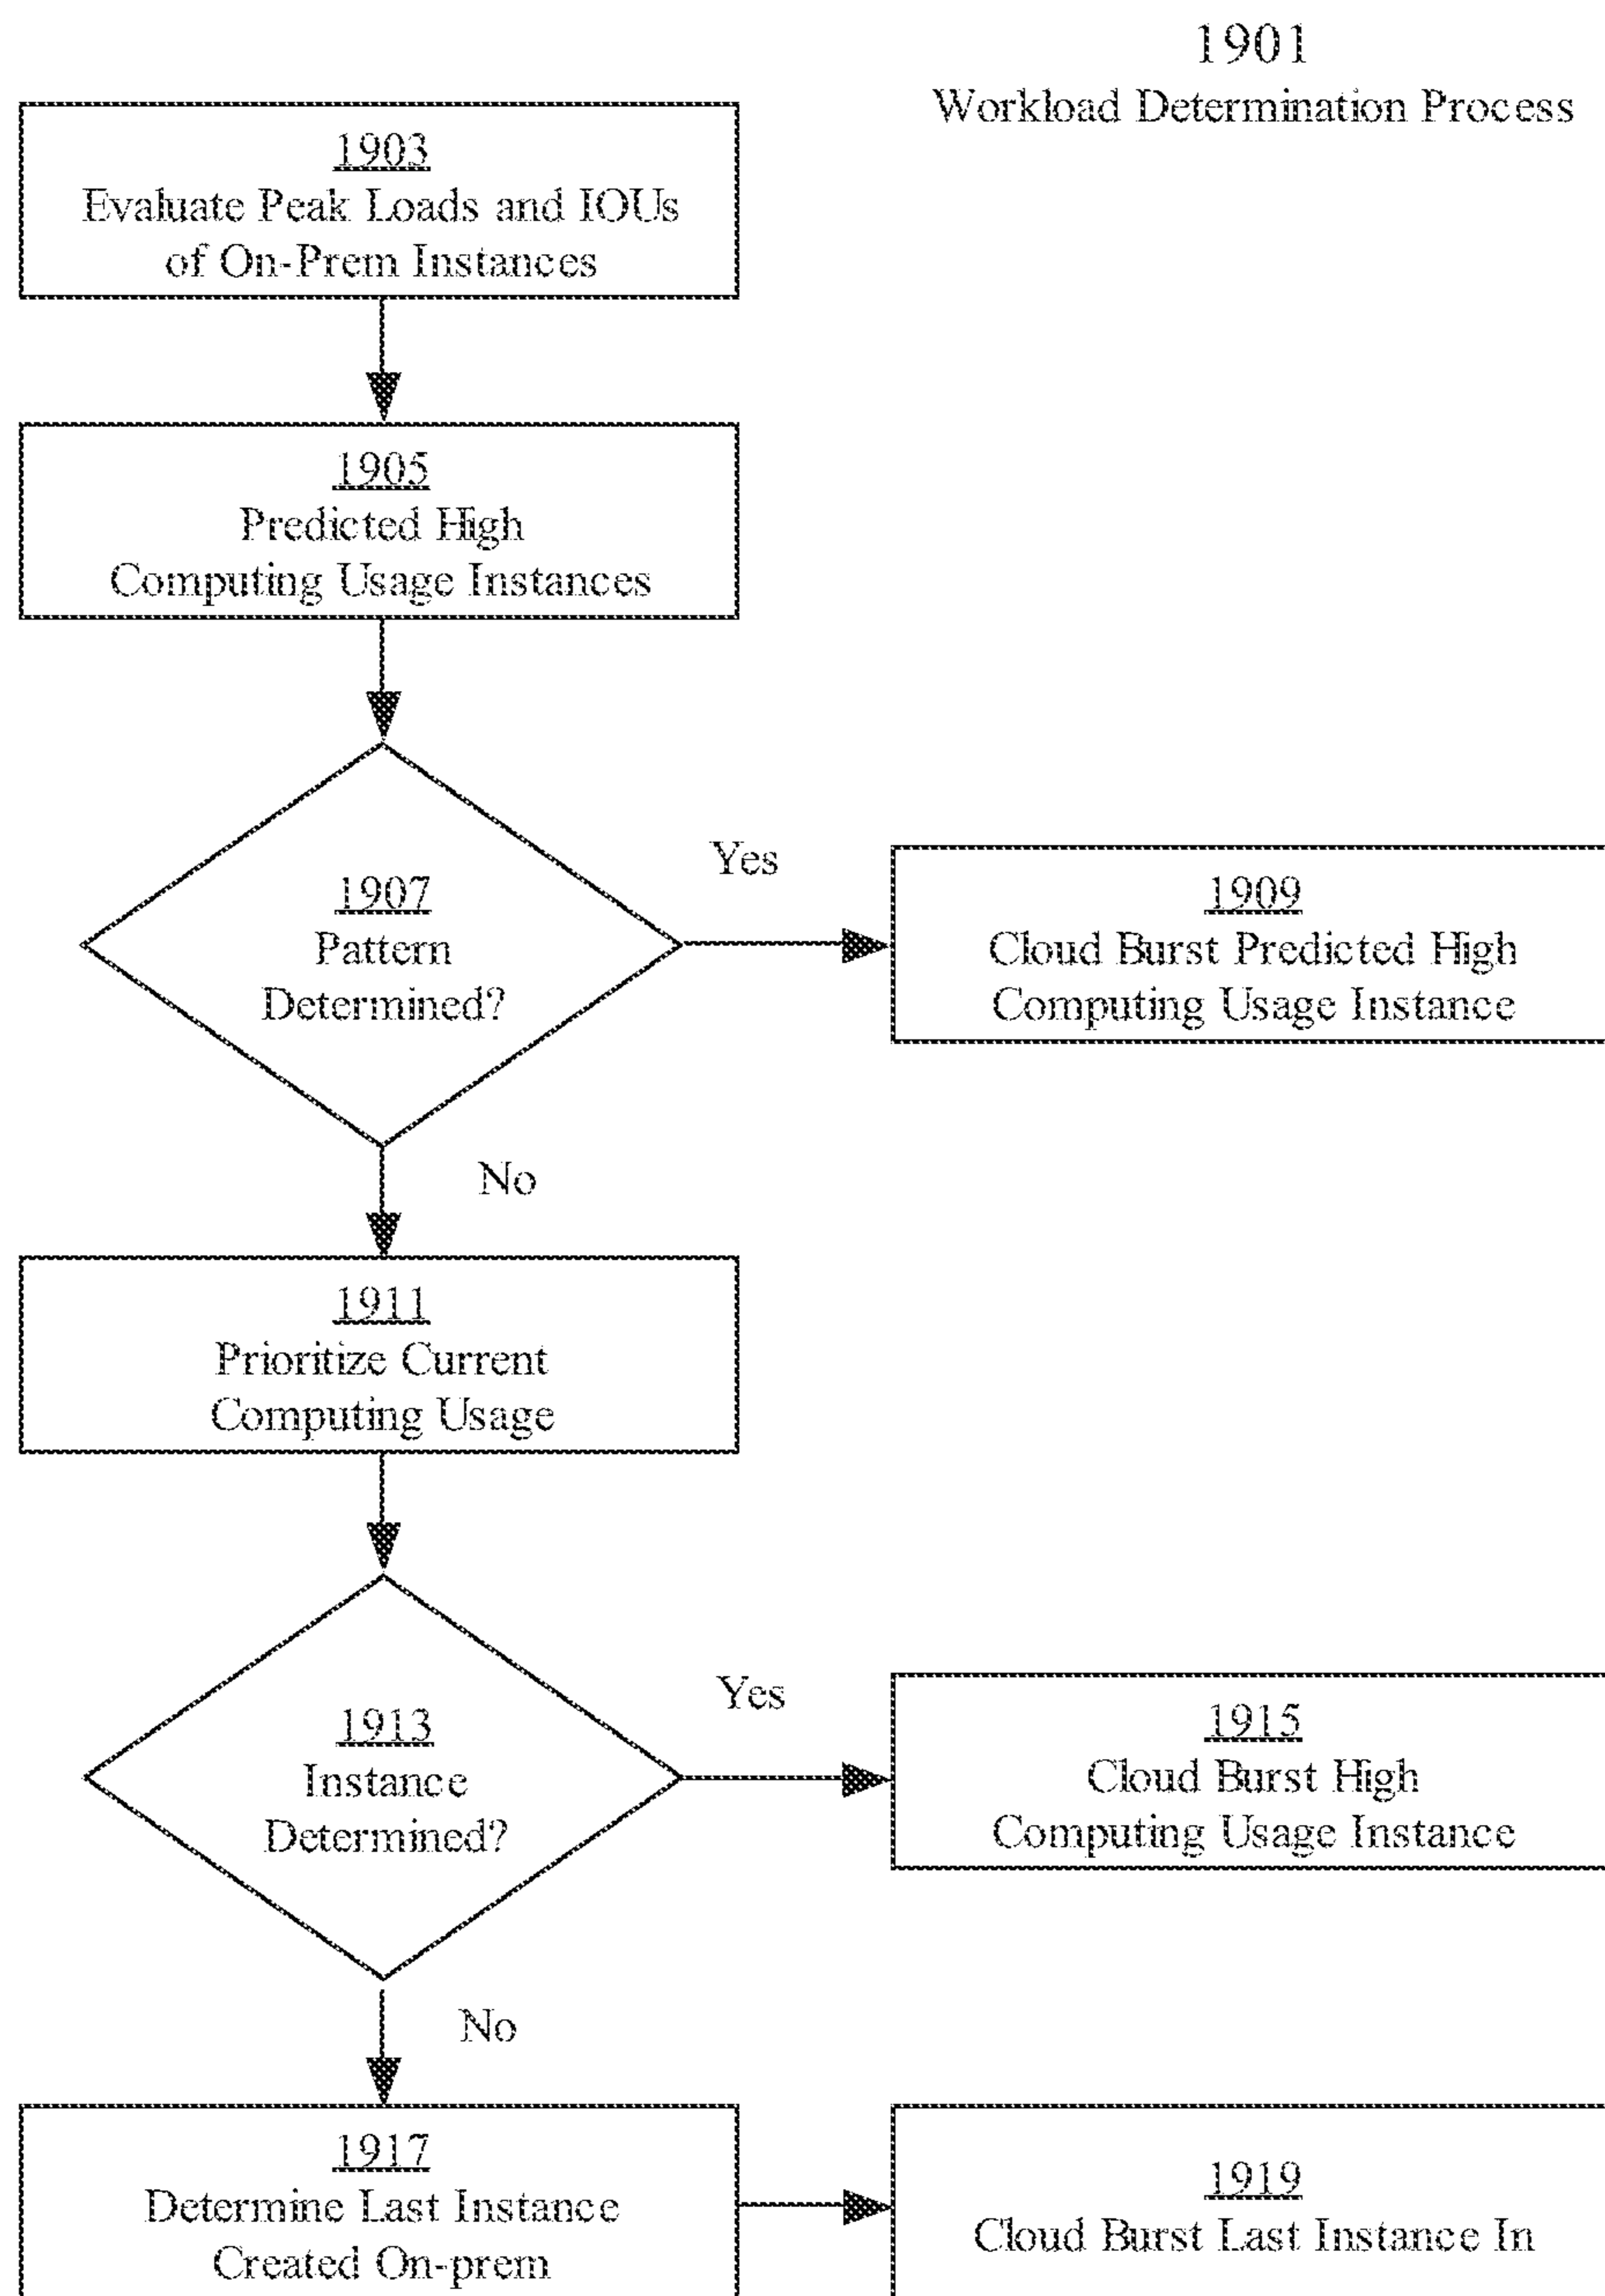 1901
Workload Determination Process
1903
Evaluate Peak Loads and IOUs
of On-Prem Instances
1905
Predicted High
Computing Usage Instances
1907
Pattern
Determined?
Yes
1909
Cloud Burst Predicted High
Computing Usage Instance
No
1911
Prioritize Current
Computing Usage
1913
Instance
Determined?
Yes
1915
Cloud Burst High
Computing Usage Instance
No
1917
Determine Last Instance
Created On-prem
1919
Cloud Burst Last Instance In